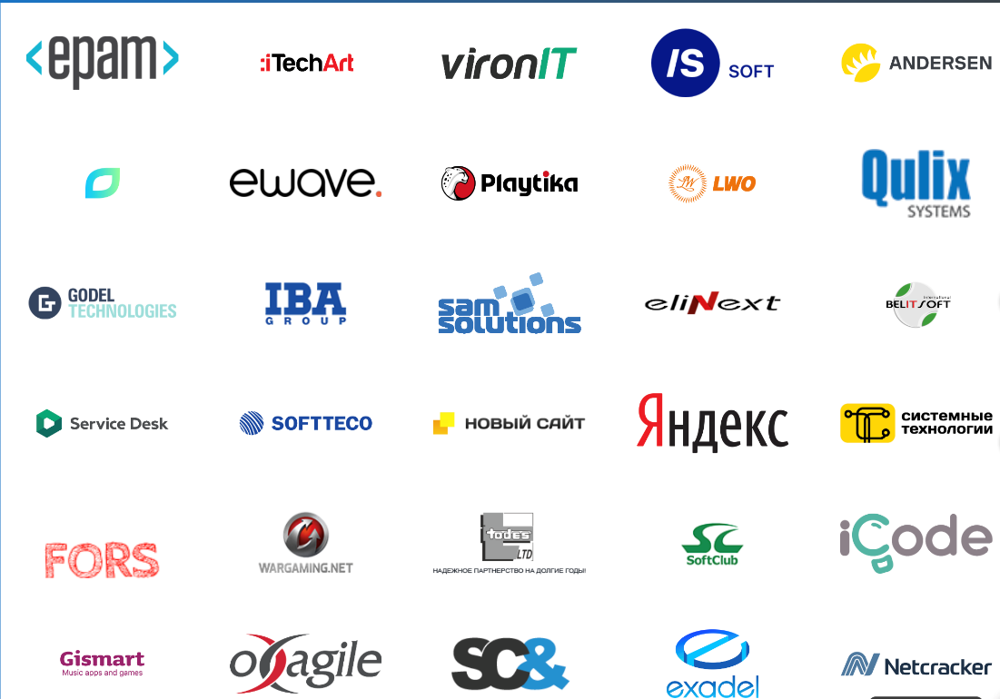 <epam>
:iTechArt
vironIT
/S SOFT
ANDERSEN
ewave.
Playtika
LW LWO
Qulix
SYSTEMS
G GODEL
TECHNOLOGIES
IBA
GROUP
sam
solutions
eliNext
international
BELITSOFT
Service Desk
SOFTTECO
НОВЫЙ САЙТ
Яндекс
СИСТЕМНЫЕ
ТЕХНОЛОГИИ
FORS
WARGAMING.NET
todes
LTD
НАДЕЖНОЕ ПАРТНЕРСТВО НА ДОЛГИЕ ГОДЫ!
SC
SoftClub
iCode
Gismart
Music apps and games
oxagile
SC&
exadel
Netcracker